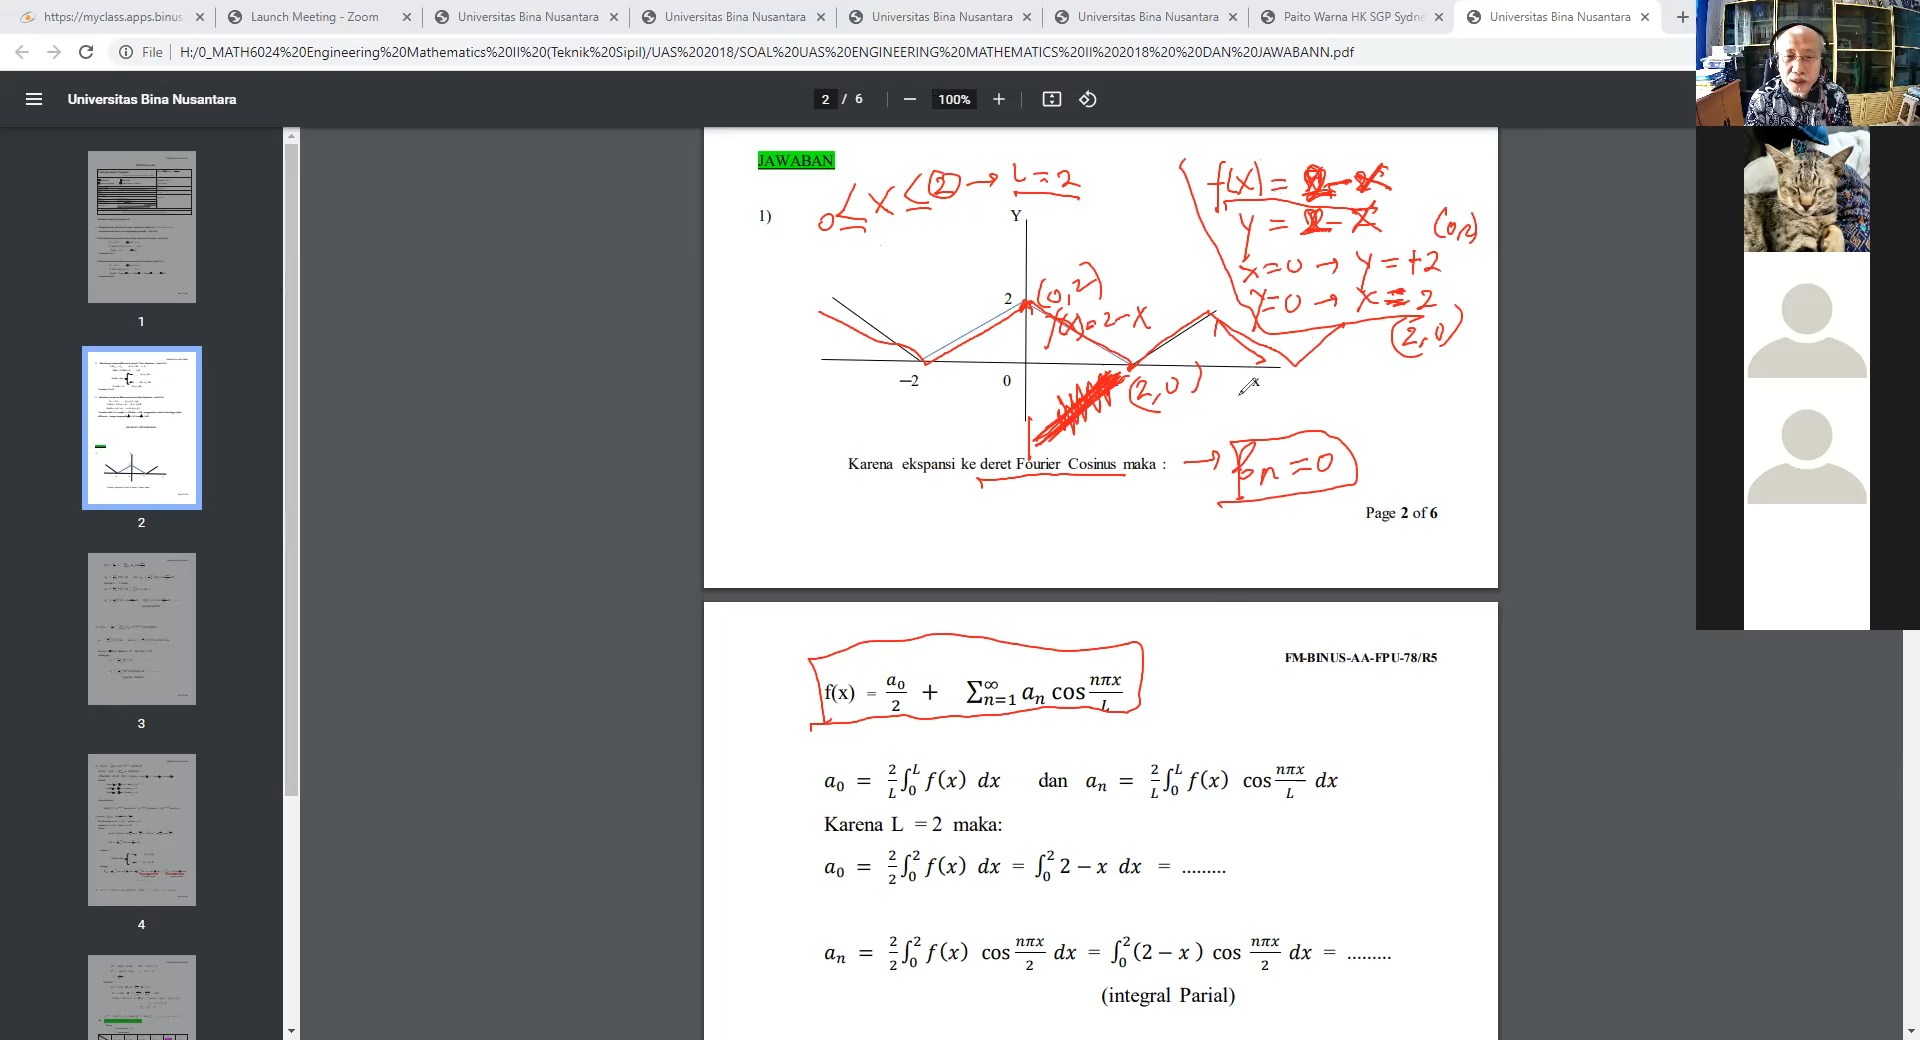 https://myclass.apps.binus
Launch Meeting - Zoom
Universitas Bina Nusantara
Universitas Bina Nusantara
Universitas Bina Nusantara
Universitas Bina Nusantara
Paito Warna HK SGP Sydne
Universitas Bina Nusantara
File
H:/0_MATH6024%20Engineering%20Mathematics%20II%20(Teknik%20Sipil)/UAS%202018/SOAL%20UAS%20ENGINEERING%20MATHEMATICS%20II%202018%20%20DAN%20JAWABANN.pdf
Universitas Bina Nusantara
2 / 6
100%
1
2
3
4
JAWABAN
0 ≤ x ≤ 2 → L = 2
f(x) = 2 - x
1)
Y
y = 2 - x
(0,2)
x=0 → y = +2
y=0 → x = 2
(2,0)
2
(0,2)
f(x) = 2 - x
−2
0
(2,0)
x
Karena ekspansi ke deret Fourier Cosinus maka : → bn = 0
Page 2 of 6
FM-BINUS-AA-FPU-78/R5
f(x) = a₀/2 + ∑_{n=1}^{∞} aₙ cos nπx/L
a₀ = 2/L ∫₀^L f(x) dx dan aₙ = 2/L ∫₀^L f(x) cos nπx/L dx
Karena L = 2 maka:
a₀ = 2/2 ∫₀² f(x) dx = ∫₀² 2 − x dx = .........
aₙ = 2/2 ∫₀² f(x) cos nπx/2 dx = ∫₀² (2 − x ) cos nπx/2 dx = .........
(integral Parial)